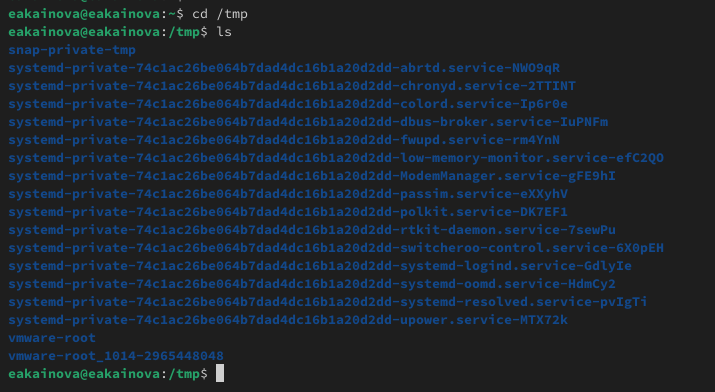 eakainova@eakainova:~$ cd /tmp
eakainova@eakainova:/tmp$ ls
snap-private-tmp
systemd-private-74c1ac26be064b7dad4dc16b1a20d2dd-abrtd.service-NWO9qR
systemd-private-74c1ac26be064b7dad4dc16b1a20d2dd-chronyd.service-2TTINT
systemd-private-74c1ac26be064b7dad4dc16b1a20d2dd-colord.service-Ip6r0e
systemd-private-74c1ac26be064b7dad4dc16b1a20d2dd-dbus-broker.service-IuPNFm
systemd-private-74c1ac26be064b7dad4dc16b1a20d2dd-fwupd.service-rm4YnN
systemd-private-74c1ac26be064b7dad4dc16b1a20d2dd-low-memory-monitor.service-efC2QO
systemd-private-74c1ac26be064b7dad4dc16b1a20d2dd-ModemManager.service-gFE9hI
systemd-private-74c1ac26be064b7dad4dc16b1a20d2dd-passim.service-eXXyhV
systemd-private-74c1ac26be064b7dad4dc16b1a20d2dd-polkit.service-DK7EF1
systemd-private-74c1ac26be064b7dad4dc16b1a20d2dd-rtkit-daemon.service-7sewPu
systemd-private-74c1ac26be064b7dad4dc16b1a20d2dd-switcheroo-control.service-6X0pEH
systemd-private-74c1ac26be064b7dad4dc16b1a20d2dd-systemd-logind.service-GdlyIe
systemd-private-74c1ac26be064b7dad4dc16b1a20d2dd-systemd-oomd.service-HdmCy2
systemd-private-74c1ac26be064b7dad4dc16b1a20d2dd-systemd-resolved.service-pvIgTi
systemd-private-74c1ac26be064b7dad4dc16b1a20d2dd-upower.service-MTX72k
vmware-root
vmware-root_1014-2965448048
eakainova@eakainova:/tmp$